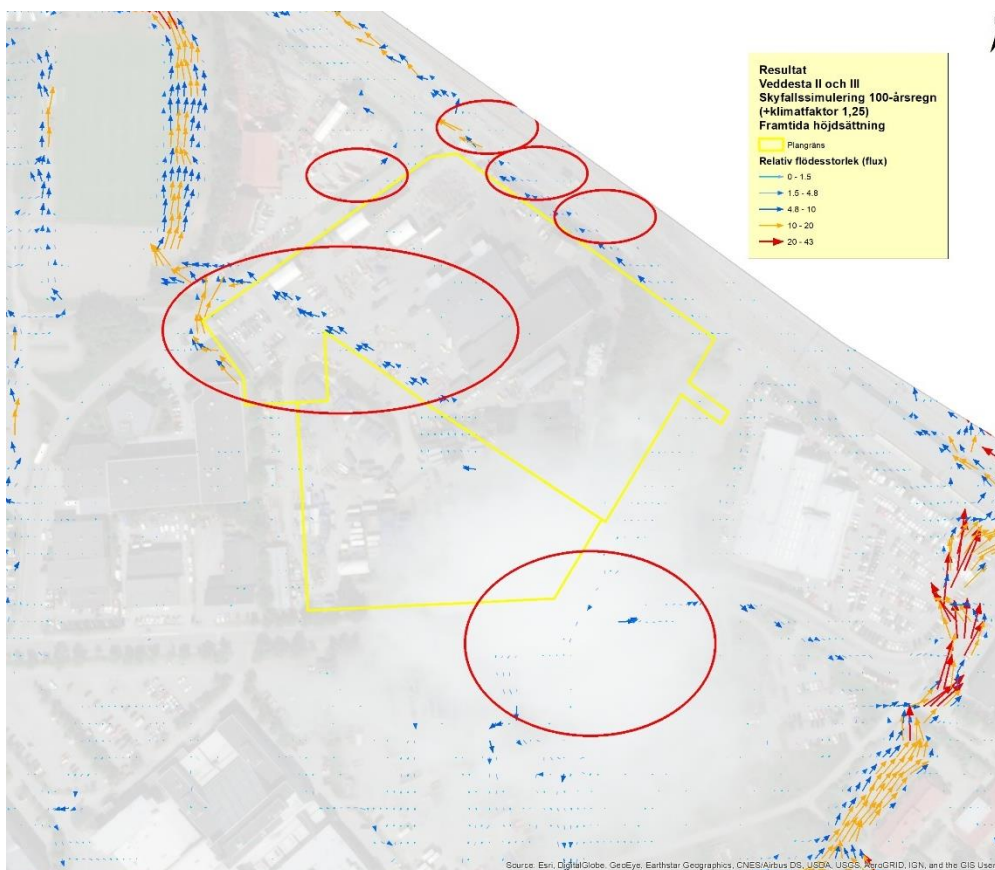 Resultat
Veddesta II och III
Skyfallssimulering 100-årsregn
(+klimatfaktor 1,25)
Framtida höjdsättning
Plangräns
Relativ flödesstorlek (flux)
0 - 1.5
1.5 - 4.8
4.8 - 10
10 - 20
20 - 43
Source: Esri, DigitalGlobe, GeoEye, Earthstar Geographics, CNES/Airbus DS, USDA, USGS, AeroGRID, IGN, and the GIS User